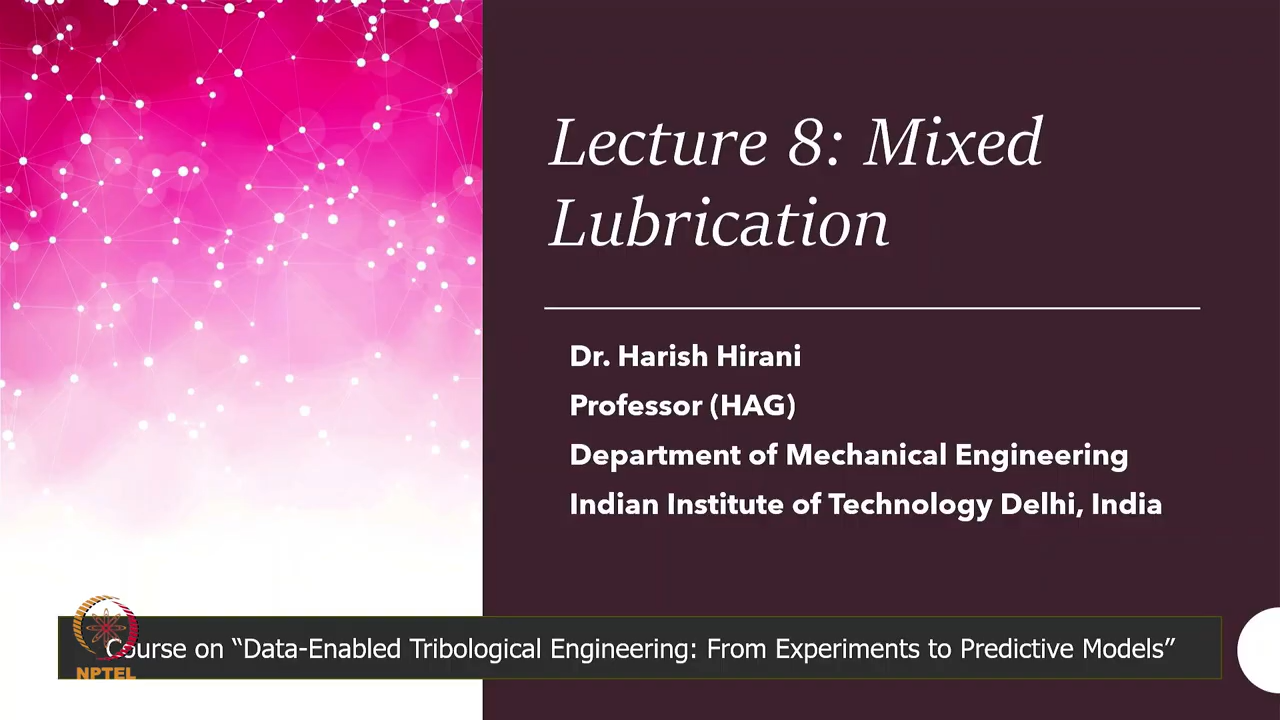 Lecture 8: Mixed
Lubrication
Dr. Harish Hirani
Professor (HAG)
Department of Mechanical Engineering
Indian Institute of Technology Delhi, India
Course on “Data-Enabled Tribological Engineering: From Experiments to Predictive Models”
NPTEL